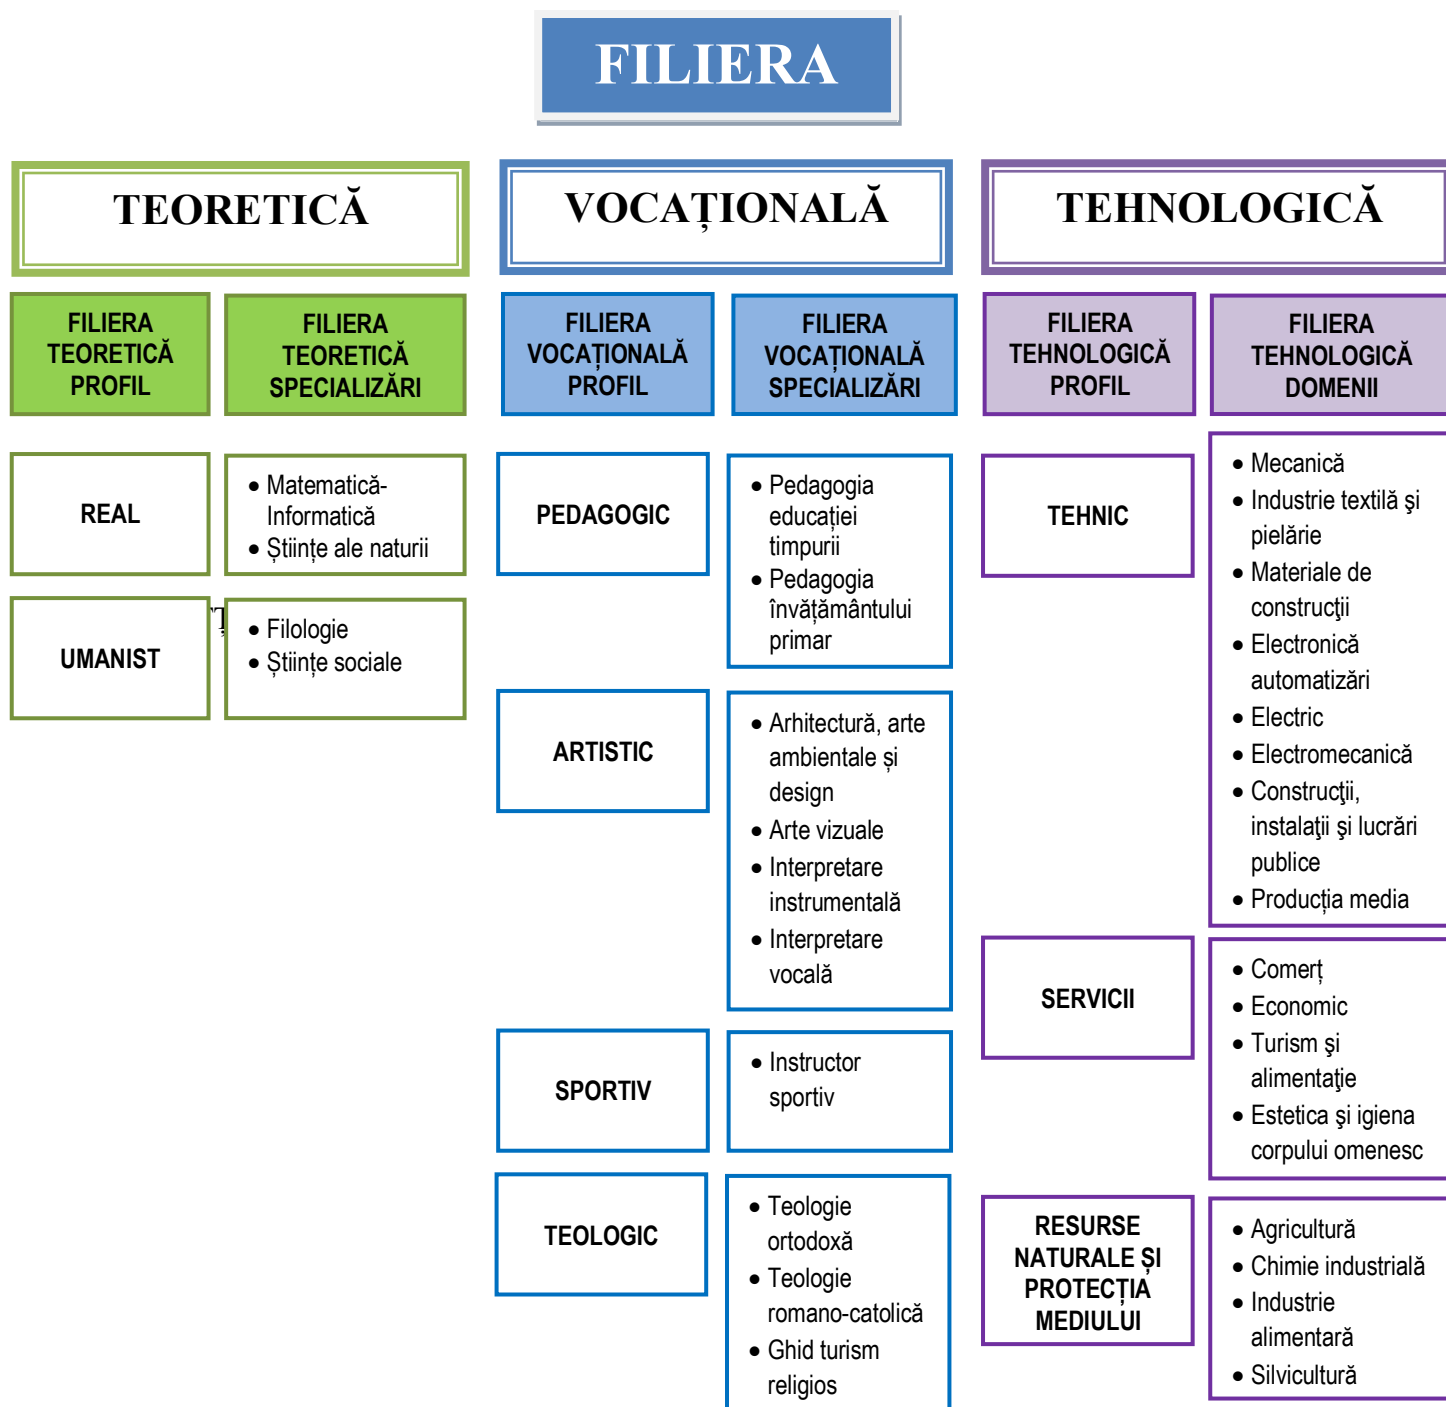 FILIERA
TEORETICĂ
VOCAȚIONALĂ
TEHNOLOGICĂ
FILIERA
TEORETICĂ
PROFIL
FILIERA
TEORETICĂ
SPECIALIZĂRI
FILIERA
VOCAȚIONALĂ
PROFIL
FILIERA
VOCAȚIONALĂ
SPECIALIZĂRI
FILIERA
TEHNOLOGICĂ
PROFIL
FILIERA
TEHNOLOGICĂ
DOMENII
REAL
• Matematică-
Informatică
• Științe ale naturii
UMANIST
• Filologie
• Științe sociale
PEDAGOGIC
• Pedagogia
educației
timpurii
• Pedagogia
învățământului
primar
ARTISTIC
• Arhitectură, arte
ambientale și
design
• Arte vizuale
• Interpretare
instrumentală
• Interpretare
vocală
SPORTIV
• Instructor
sportiv
TEOLOGIC
• Teologie
ortodoxă
• Teologie
romano-catolică
• Ghid turism
religios
TEHNIC
• Mecanică
• Industrie textilă şi
pielărie
• Materiale de
construcţii
• Electronică
automatizări
• Electric
• Electromecanică
• Construcţii,
instalaţii şi lucrări
publice
• Producția media
SERVICII
• Comerț
• Economic
• Turism şi
alimentaţie
• Estetica şi igiena
corpului omenesc
RESURSE
NATURALE ȘI
PROTECȚIA
MEDIULUI
• Agricultură
• Chimie industrială
• Industrie
alimentară
• Silvicultură